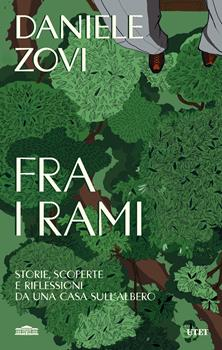 DANIELE
ZOVI
FRA
I RAMI
STORIE, SCOPERTE
E RIFLESSIONI
DA UNA CASA SULL'ALBERO
UTET